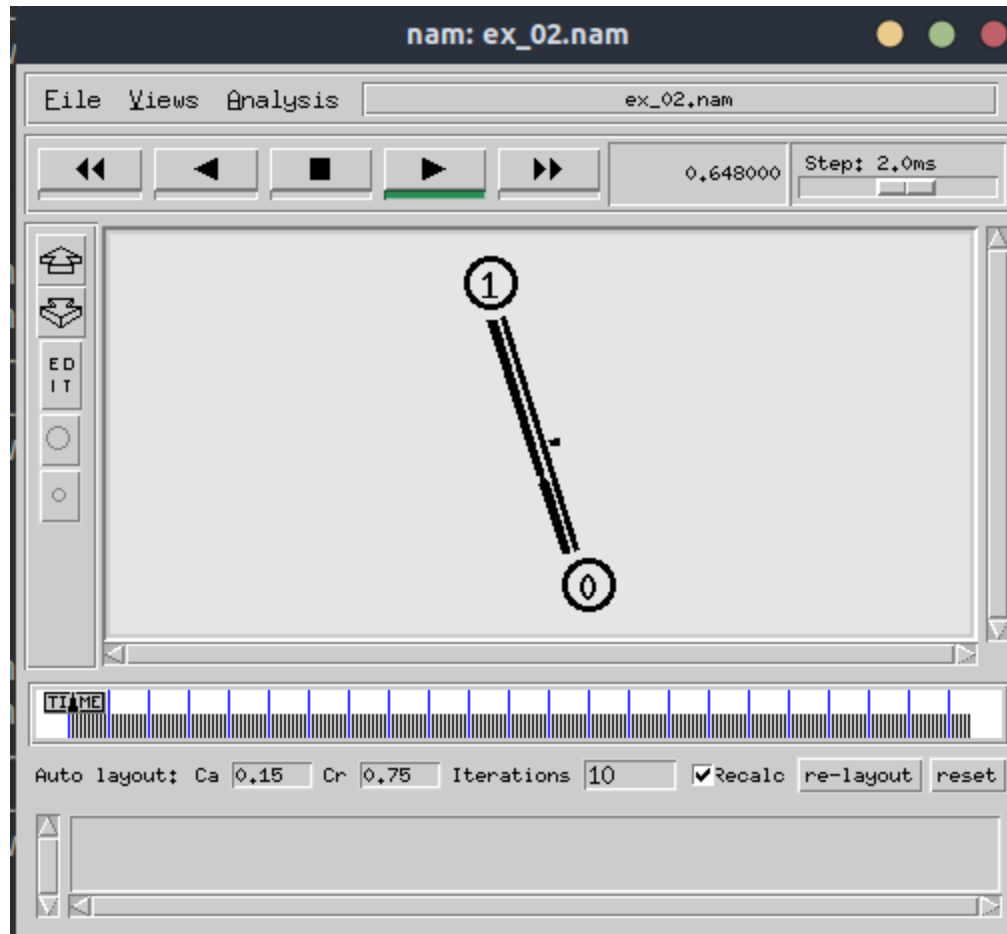 nam: ex_02.nam
File Views Analysis ex_02.nam
0.648000 Step: 2.0ms
1
ED
IT
0
TIME
Auto layout: Ca 0.15 Cr 0.75 Iterations 10 Recalc re-layout reset